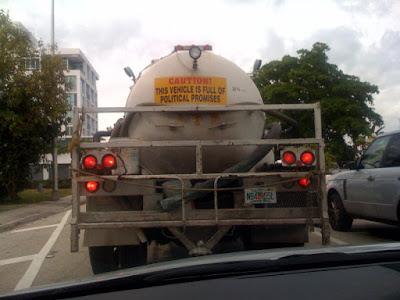 CAUTION!
THIS VEHICLE IS FULL OF
POLITICAL PROMISES